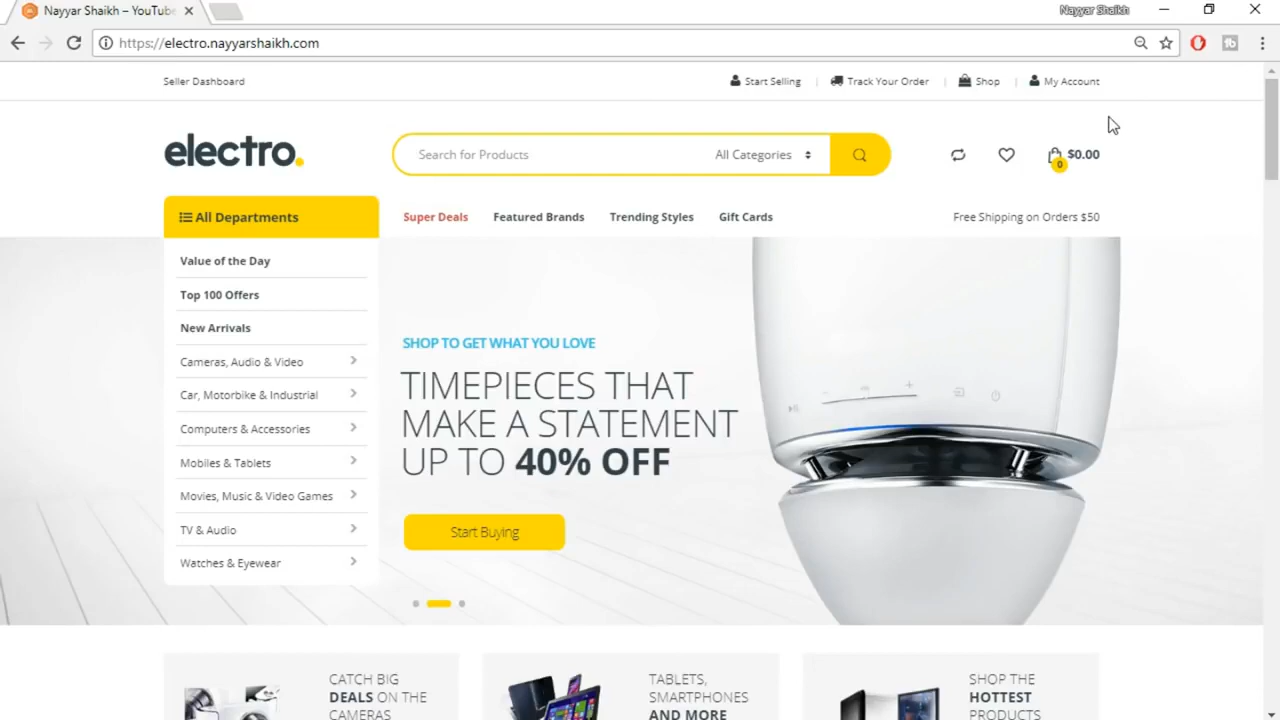 Nayyar Shaikh – YouTube
Nayyar Shaikh
https://electro.nayyarshaikh.com
Seller Dashboard
Start Selling
Track Your Order
Shop
My Account
electro.
Search for Products
All Categories
0
$0.00
All Departments
Super Deals
Featured Brands
Trending Styles
Gift Cards
Free Shipping on Orders $50
Value of the Day
Top 100 Offers
New Arrivals
Cameras, Audio & Video
Car, Motorbike & Industrial
Computers & Accessories
Mobiles & Tablets
Movies, Music & Video Games
TV & Audio
Watches & Eyewear
SHOP TO GET WHAT YOU LOVE
TIMEPIECES THAT
MAKE A STATEMENT
UP TO 40% OFF
Start Buying
CATCH BIG
DEALS ON THE
CAMERAS
TABLETS,
SMARTPHONES
AND MORE
SHOP THE
HOTTEST
PRODUCTS